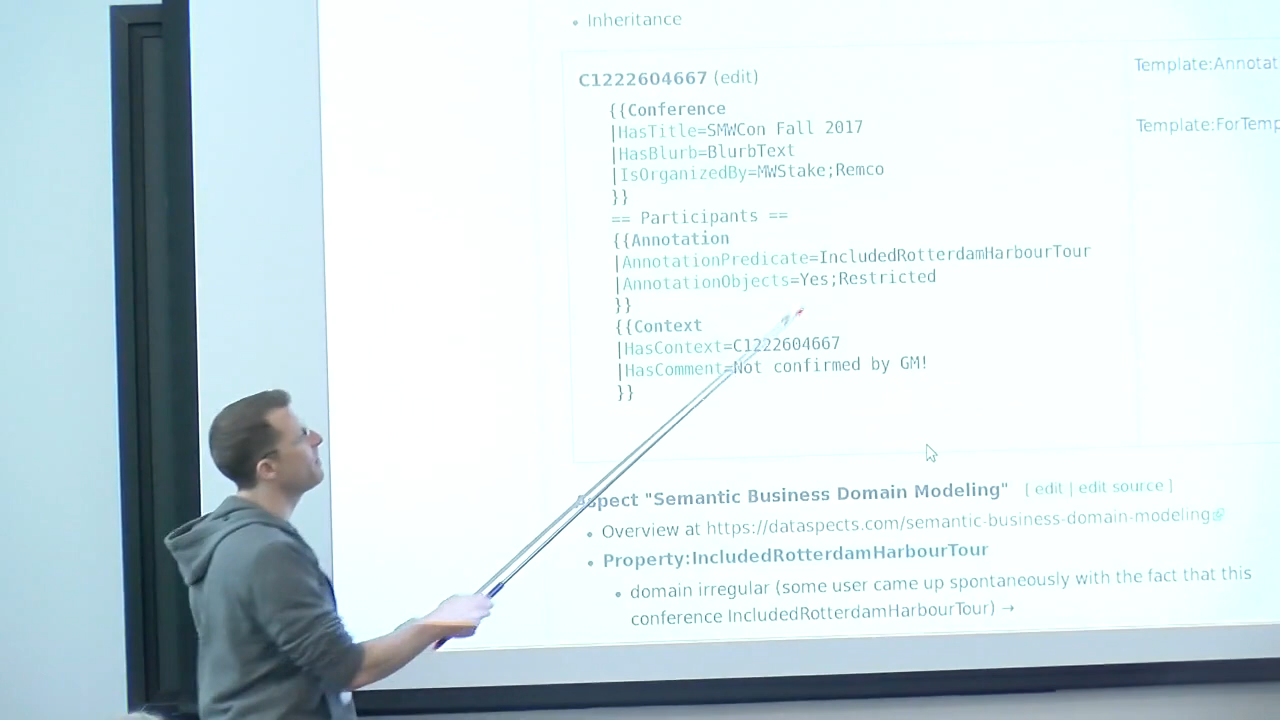 • Inheritance
C1222604667 (edit)
{{Conference
|HasTitle=SMWCon Fall 2017
|HasBlurb=BlurbText
|IsOrganizedBy=MWStake;Remco
}}
== Participants ==
{{Annotation
|AnnotationPredicate=IncludedRotterdamHarbourTour
|AnnotationObjects=Yes;Restricted
}}
{{Context
|HasContext=C1222604667
|HasComment=Not confirmed by GM!
}}
Template:Annotat
Template:ForTemp
Aspect "Semantic Business Domain Modeling" [ edit | edit source ]
• Overview at https://dataspects.com/semantic-business-domain-modeling
• Property:IncludedRotterdamHarbourTour
• domain irregular (some user came up spontaneously with the fact that this
conference IncludedRotterdamHarbourTour) →